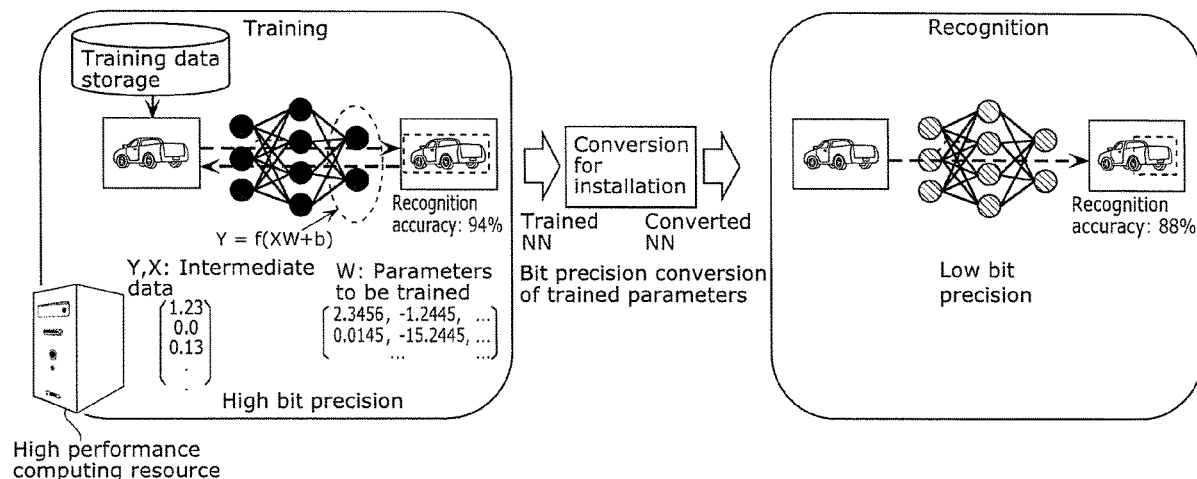 Training
Training data
storage
Recognition
accuracy: 94%
Y = f(XW+b)
Y,X: Intermediate
data
1.23
0.0
0.13
.
.
W: Parameters
to be trained
2.3456, -1.2445, ...
0.0145, -15.2445, ...
... ...
High bit precision
High performance
computing resource
Conversion
for
installation
Trained
NN
Converted
NN
Bit precision conversion
of trained parameters
Recognition
Recognition
accuracy: 88%
Low bit
precision